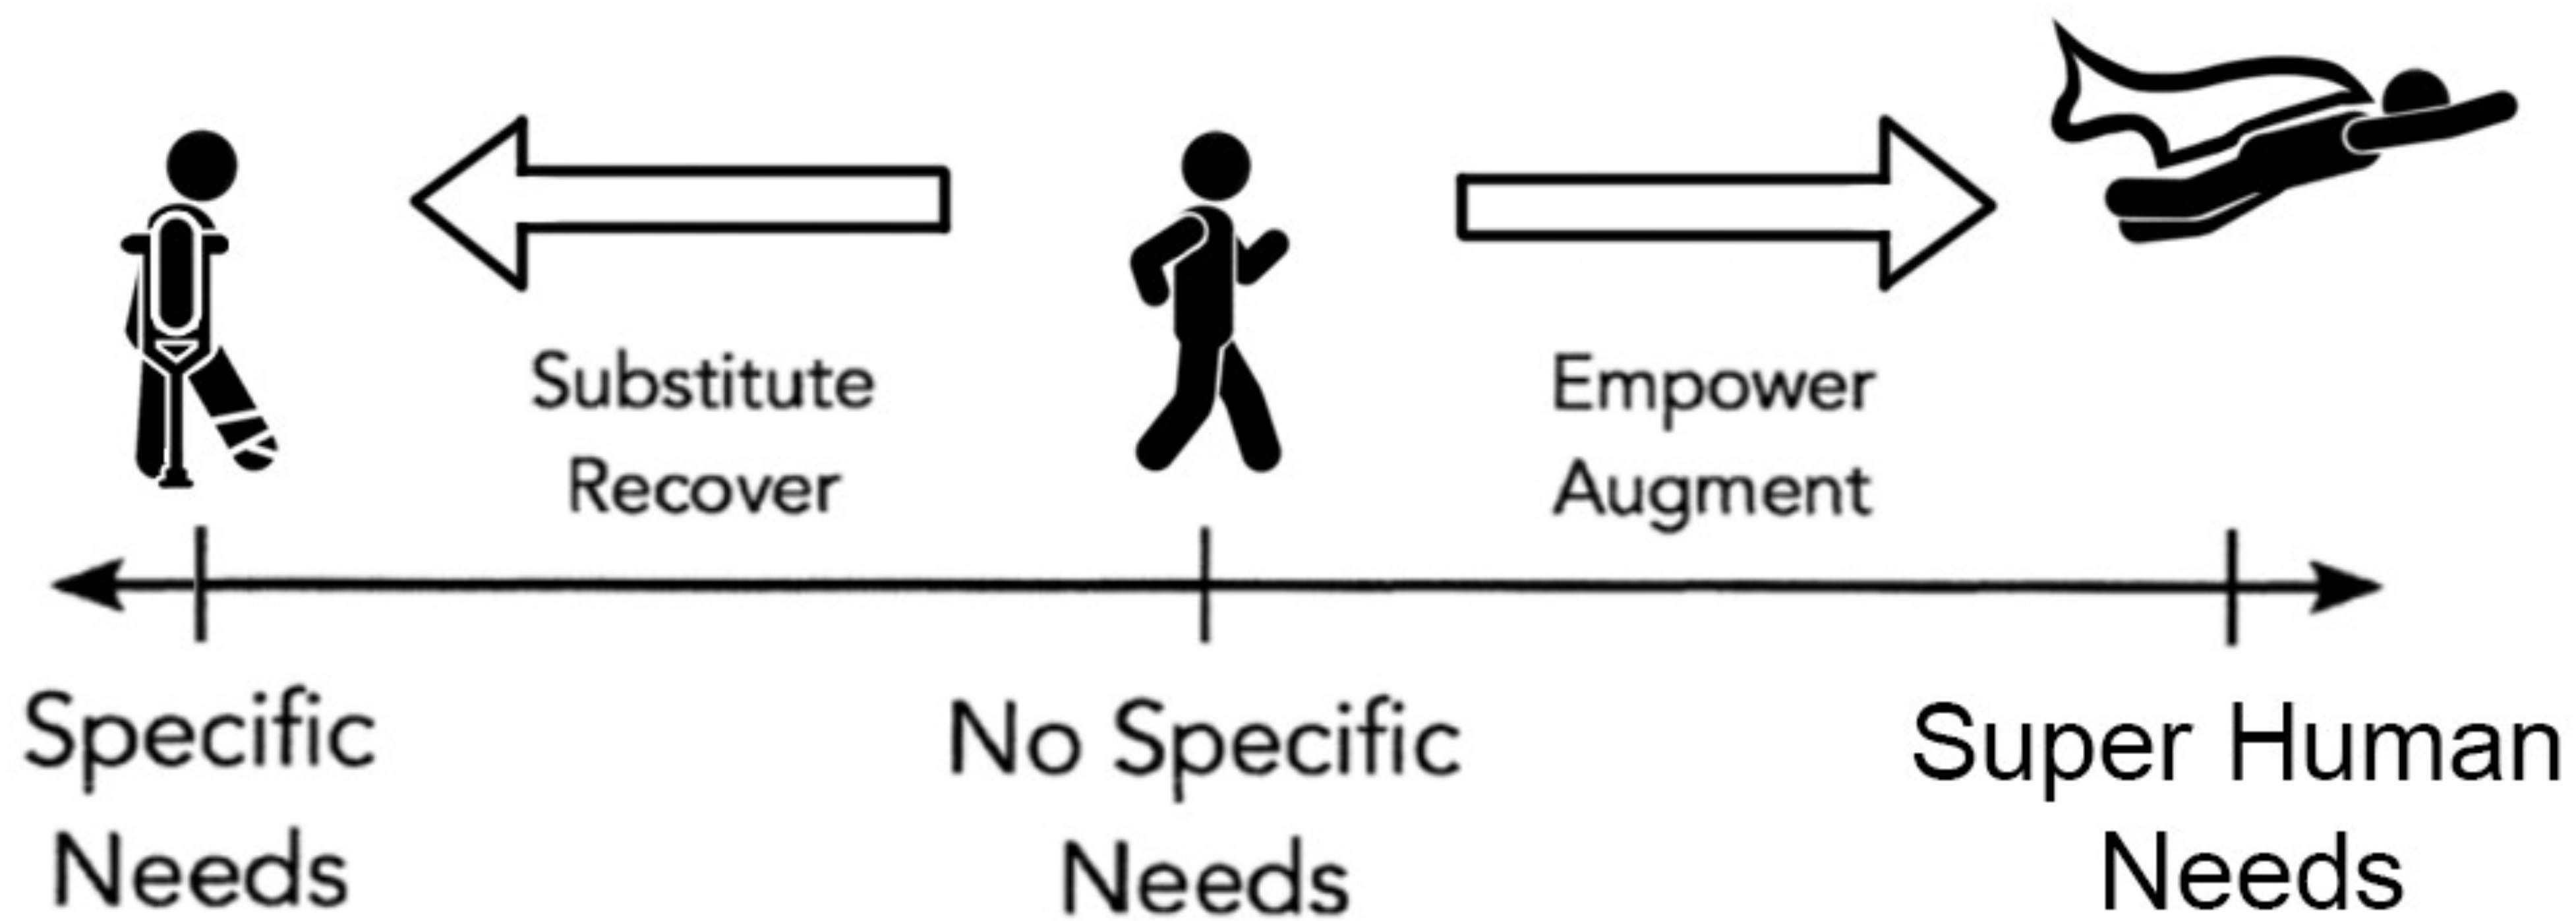 Substitute
Recover
Empower
Augment
Specific
Needs
No Specific
Needs
Super Human
Needs